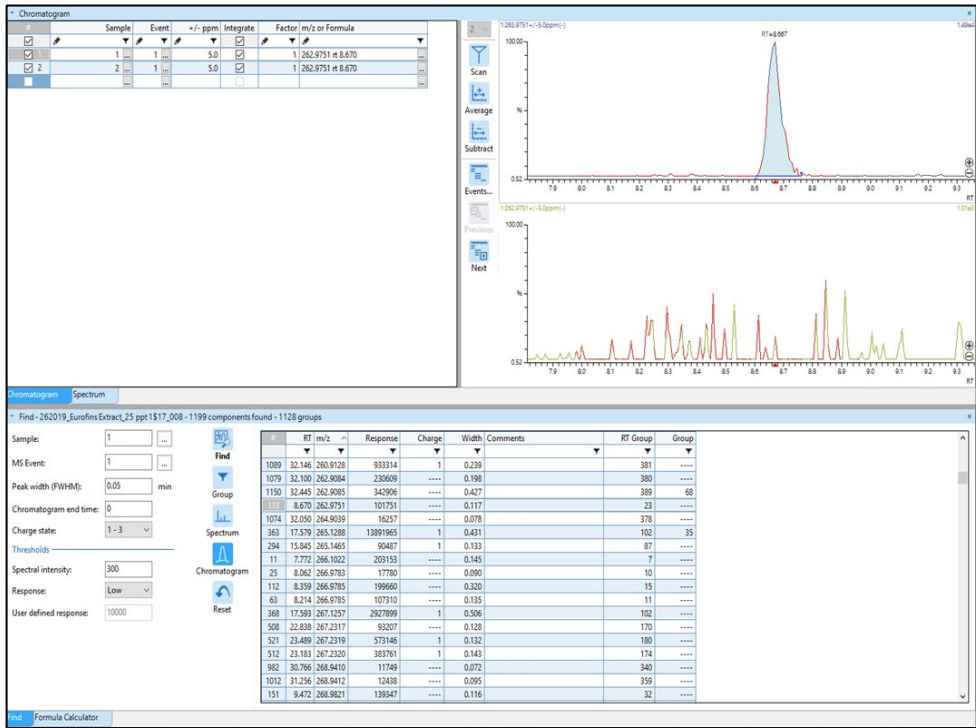 Chromatogram
# Sample Event +/- ppm Integrate Factor m/z or Formula
1 1 ... 1 ... 5.0 1 262.9751 rt 8.670 ...
2 2 ... 1 ... 5.0 1 262.9751 rt 8.670 ...
... ... ...
2
Scan
Average
Subtract
Events...
Previous
Next
1:262.9751+/-5.0ppm(-) 1.49e4
RT=8.667
100.00
%
0.52
7.9 8.0 8.1 8.2 8.3 8.4 8.5 8.6 8.7 8.8 8.9 9.0 9.1 9.2 9.3
RT
1:262.9751+/-5.0ppm(-) 1.01e3
100.00
%
0.52
7.9 8.0 8.1 8.2 8.3 8.4 8.5 8.6 8.7 8.8 8.9 9.0 9.1 9.2 9.3
RT
Chromatogram Spectrum
Find - 262019_Eurofins Extract_25 ppt 1$17_008 - 1199 components found - 1128 groups
Sample: 1 ...
MS Event: 1 ...
Peak width (FWHM): 0.05 min
Chromatogram end time: 0
Charge state: 1 - 3
Thresholds
Spectral intensity: 300
Response: Low
User defined response: 10000
Find
Group
Spectrum
Chromatogram
Reset
# RT m/z Response Charge Width Comments RT Group Group
1089 32.146 260.9128 933314 1 0.239 381 ----
1079 32.100 262.9084 230609 ---- 0.198 380 ----
1150 32.445 262.9085 342906 ---- 0.427 389 68
8.670 262.9751 101751 ---- 0.117 23 ----
1074 32.050 264.9039 16257 ---- 0.078 378 ----
363 17.579 265.1288 13891965 1 0.431 102 35
294 15.845 265.1465 90487 1 0.133 87 ----
11 7.772 266.1022 203153 ---- 0.145 7 ----
25 8.062 266.9783 17780 ---- 0.090 10 ----
112 8.359 266.9785 199660 ---- 0.320 15 ----
63 8.214 266.9785 107310 ---- 0.135 11 ----
368 17.593 267.1257 2927899 1 0.506 102 ----
508 22.838 267.2317 93207 ---- 0.128 170 ----
521 23.489 267.2319 573146 1 0.132 180 ----
512 23.183 267.2320 383761 1 0.143 174 ----
982 30.766 268.9410 11749 ---- 0.072 340 ----
1012 31.256 268.9412 12438 ---- 0.095 359 ----
151 9.472 268.9821 139347 ---- 0.116 32 ----
Find Formula Calculator